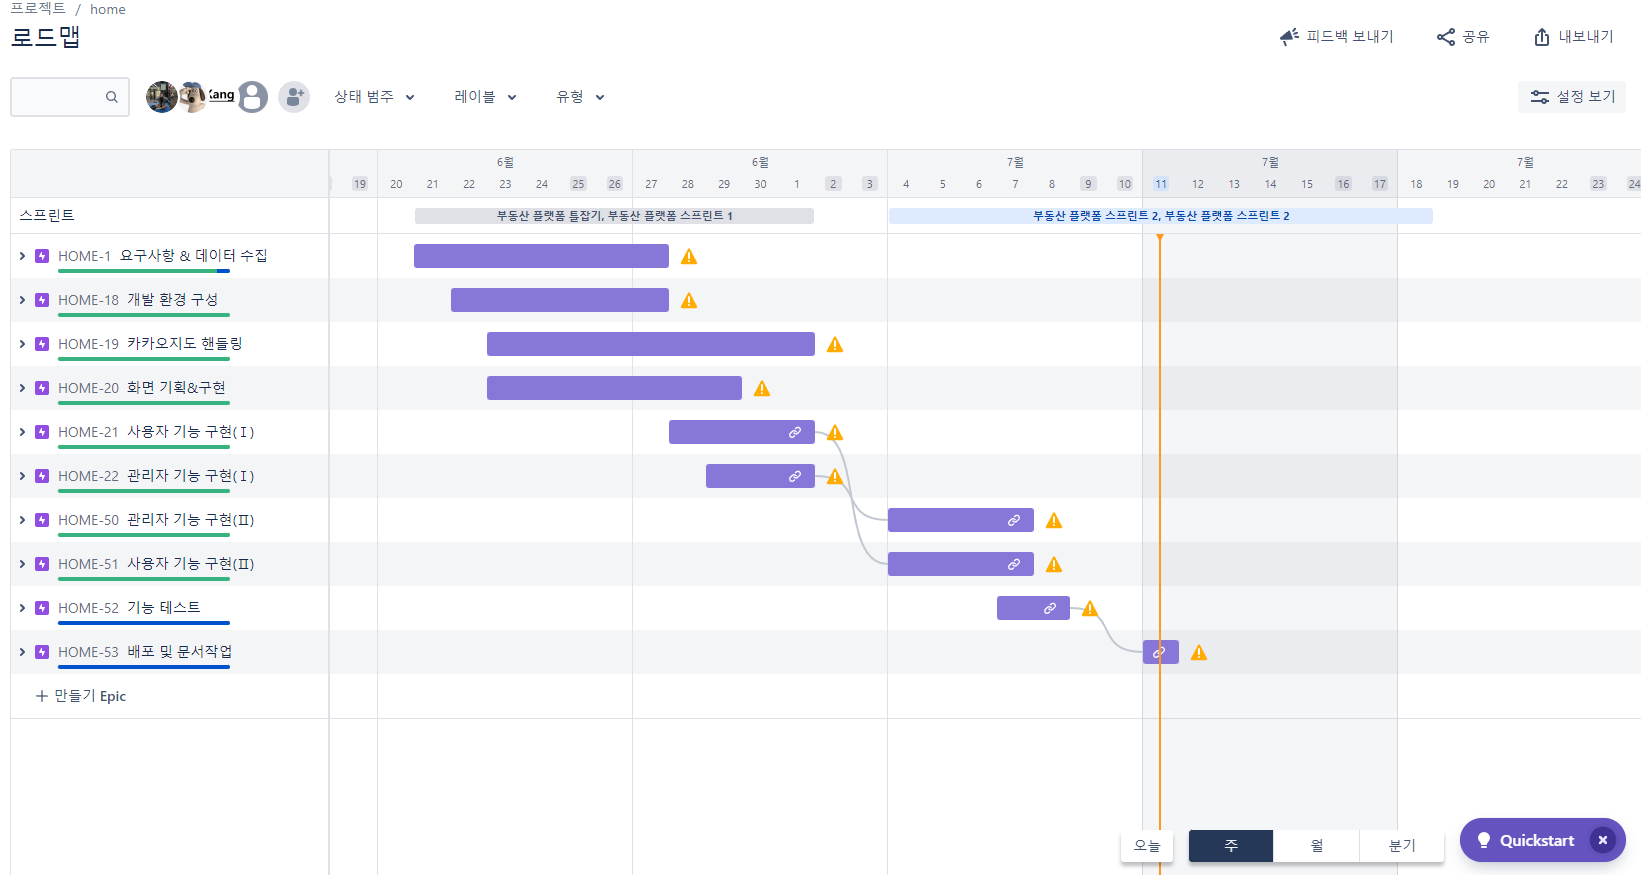 프로젝트 / home
로드맵
피드백 보내기
공유
내보내기
Kang
상태 범주
레이블
유형
설정 보기
6월 6월 7월 7월 7월
19 20 21 22 23 24 25 26 27 28 29 30 1 2 3 4 5 6 7 8 9 10 11 12 13 14 15 16 17 18 19 20 21 22 23 24
스프린트
부동산 플랫폼 틀잡기, 부동산 플랫폼 스프린트 1
부동산 플랫폼 스프린트 2, 부동산 플랫폼 스프린트 2
HOME-1 요구사항 & 데이터 수집
HOME-18 개발 환경 구성
HOME-19 카카오지도 핸들링
HOME-20 화면 기획&구현
HOME-21 사용자 기능 구현(Ⅰ)
HOME-22 관리자 기능 구현(Ⅰ)
HOME-50 관리자 기능 구현(Ⅱ)
HOME-51 사용자 기능 구현(Ⅱ)
HOME-52 기능 테스트
HOME-53 배포 및 문서작업
만들기 Epic
오늘
주
월
분기
Quickstart